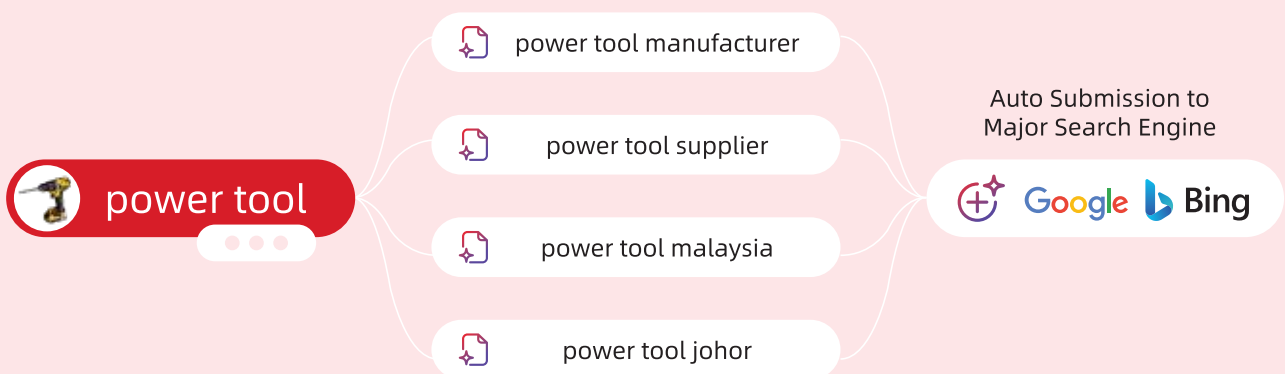 power tool
power tool manufacturer
power tool supplier
power tool malaysia
power tool johor
Auto Submission to
Major Search Engine
Google Bing